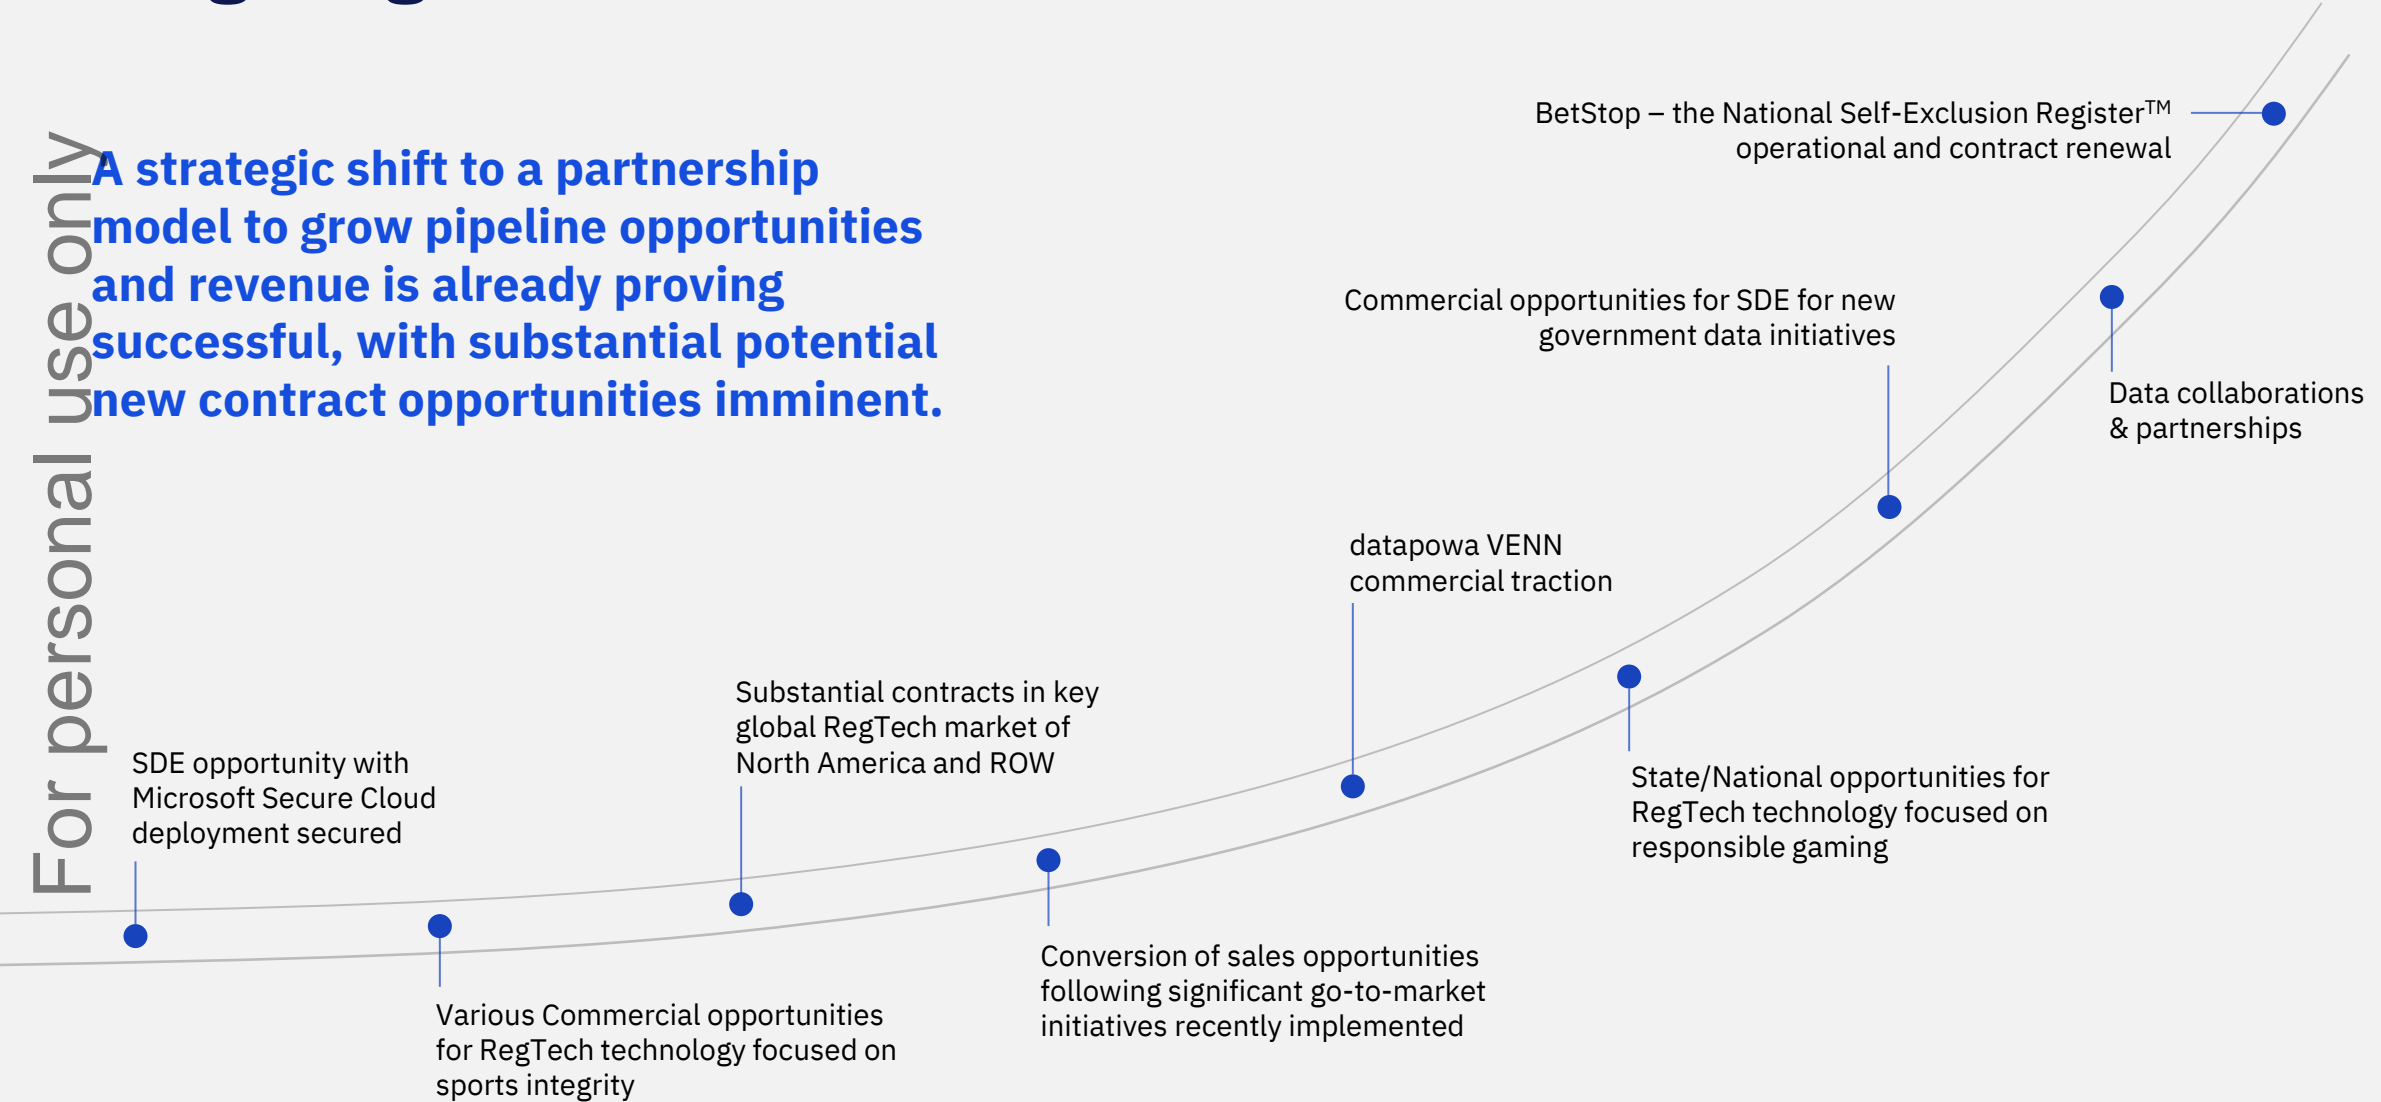 For personal use only
A strategic shift to a partnership
model to grow pipeline opportunities
and revenue is already proving
successful, with substantial potential
new contract opportunities imminent.
SDE opportunity with
Microsoft Secure Cloud
deployment secured
Various Commercial opportunities
for RegTech technology focused on
sports integrity
Substantial contracts in key
global RegTech market of
North America and ROW
Conversion of sales opportunities
following significant go-to-market
initiatives recently implemented
datapowa VENN
commercial traction
State/National opportunities for
RegTech technology focused on
responsible gaming
Commercial opportunities for SDE for new
government data initiatives
Data collaborations
& partnerships
BetStop – the National Self-Exclusion Register™
operational and contract renewal